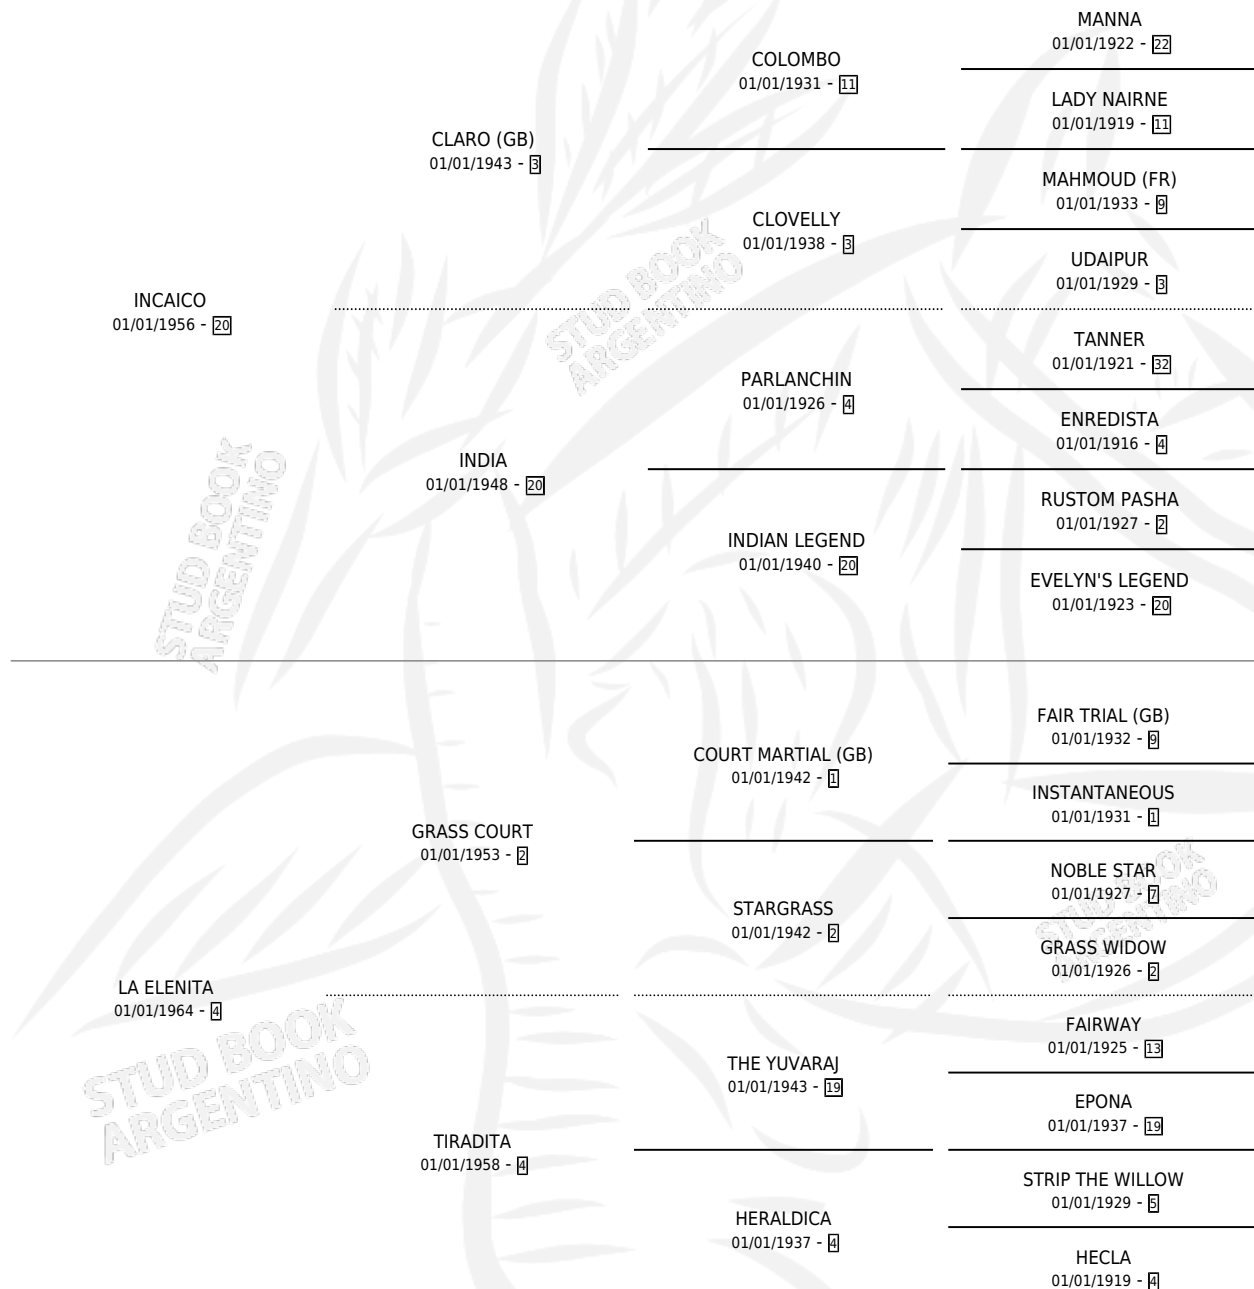 MANNA
01/01/1922 - 22
COLOMBO
01/01/1931 - 11
LADY NAIRNE
01/01/1919 - 11
CLARO (GB)
01/01/1943 - 3
MAHMOUD (FR)
01/01/1933 - 9
CLOVELLY
01/01/1938 - 3
UDAIPUR
01/01/1929 - 3
INCAICO
01/01/1956 - 20
TANNER
01/01/1921 - 32
PARLANCHIN
01/01/1926 - 4
ENREDISTA
01/01/1916 - 4
INDIA
01/01/1948 - 20
RUSTOM PASHA
01/01/1927 - 2
INDIAN LEGEND
01/01/1940 - 20
EVELYN'S LEGEND
01/01/1923 - 20
STUD BOOK
ARGENTINO
STUD BOOK
ARGENTINO
FAIR TRIAL (GB)
01/01/1932 - 9
COURT MARTIAL (GB)
01/01/1942 - 1
INSTANTANEOUS
01/01/1931 - 1
GRASS COURT
01/01/1953 - 2
NOBLE STAR
01/01/1927 - 7
STARGRASS
01/01/1942 - 2
GRASS WIDOW
01/01/1926 - 2
LA ELENITA
01/01/1964 - 4
FAIRWAY
01/01/1925 - 13
THE YUVARAJ
01/01/1943 - 19
EPONA
01/01/1937 - 19
TIRADITA
01/01/1958 - 4
STRIP THE WILLOW
01/01/1929 - 5
HERALDICA
01/01/1937 - 4
HECLA
01/01/1919 - 4
STUD BOOK
ARGENTINO
STUD BOOK
ARGENTINO